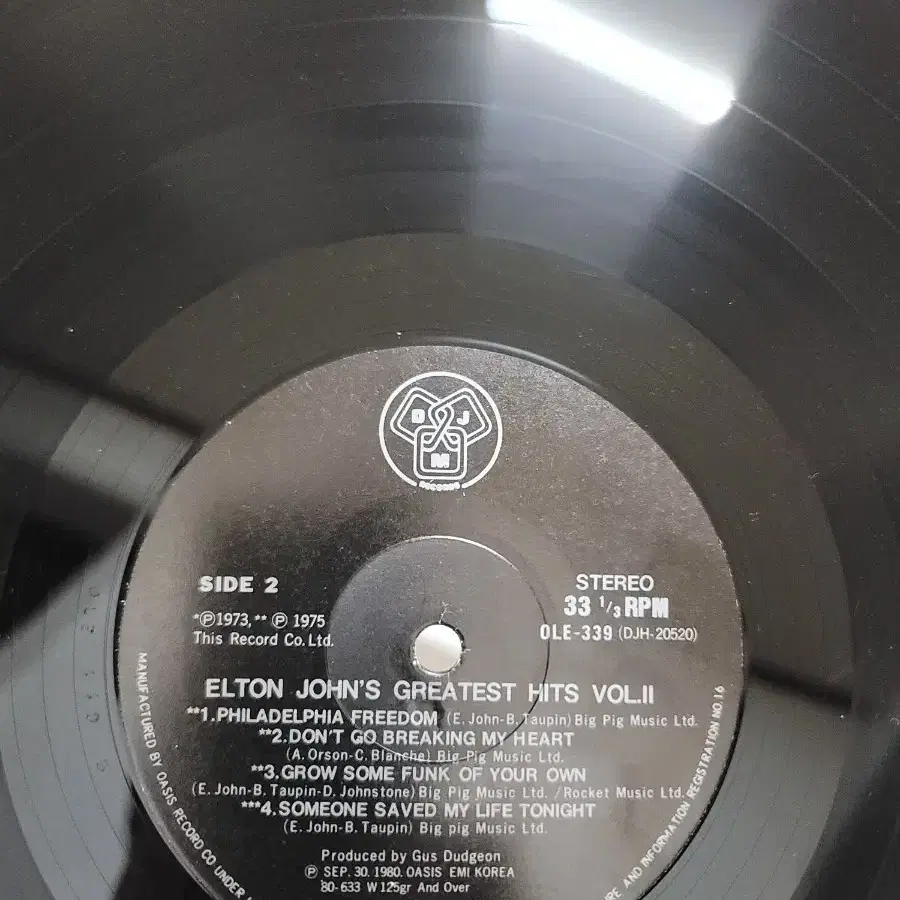 D J
M
RECORDS
SIDE 2
STEREO
33 1/3 RPM
*Ⓟ1973, ** Ⓟ 1975
This Record Co. Ltd.
OLE-339 (DJH-20520)
ELTON JOHN'S GREATEST HITS VOL.II
**1.PHILADELPHIA FREEDOM (E. John-B. Taupin) Big Pig Music Ltd.
**2.DON'T GO BREAKING MY HEART
(A. Orson-C. Blanche) Big Pig Music Ltd.
**3.GROW SOME FUNK OF YOUR OWN
(E. John-B. Taupin-D. Johnstone) Big Pig Music Ltd. /Rocket Music Ltd.
***4.SOMEONE SAVED MY LIFE TONIGHT
(E. John-B. Taupin) Big pig Music Ltd.
Produced by Gus Dudgeon
Ⓟ SEP. 30. 1980. OASIS EMI KOREA
80-633 W 125gr And Over
MANUFACTURED BY OASIS RECORD CO UNDER
AND INFORMATION REGISTRATION NO.16